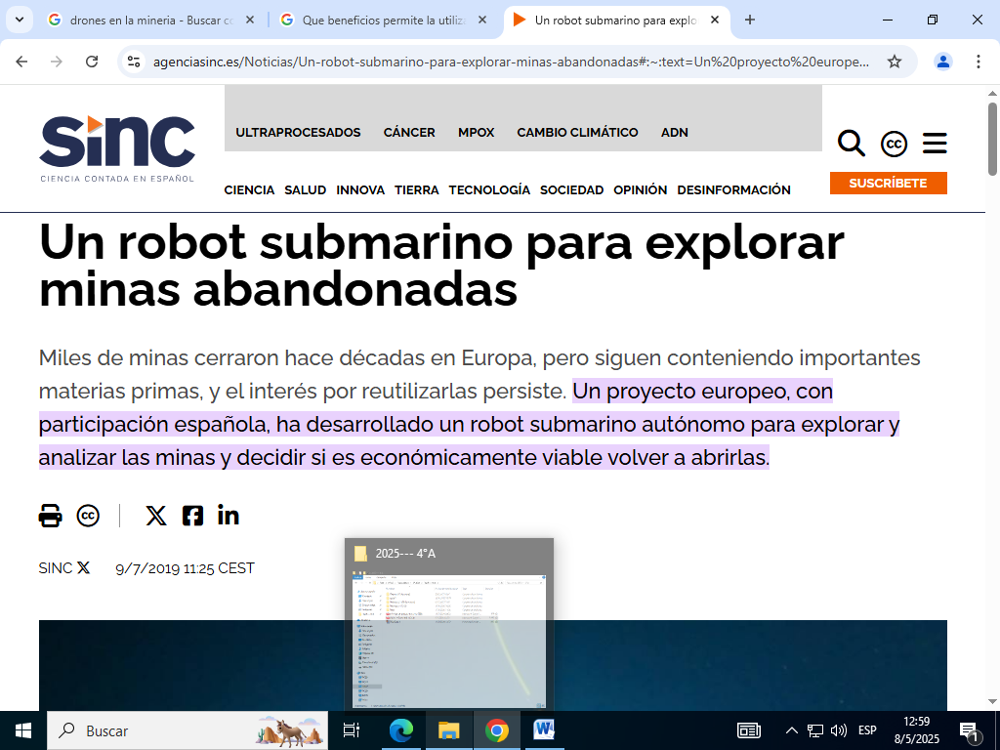 drones en la mineria - Buscar co
Que beneficios permite la utiliza
Un robot submarino para explo
agenciasinc.es/Noticias/Un-robot-submarino-para-explorar-minas-abandonadas#:~:text=Un%20proyecto%20europe...
ULTRAPROCESADOS CÁNCER MPOX CAMBIO CLIMÁTICO ADN
sinc
CIENCIA CONTADA EN ESPAÑOL
cc
SUSCRÍBETE
CIENCIA SALUD INNOVA TIERRA TECNOLOGÍA SOCIEDAD OPINIÓN DESINFORMACIÓN
Un robot submarino para explorar
minas abandonadas
Miles de minas cerraron hace décadas en Europa, pero siguen conteniendo importantes
materias primas, y el interés por reutilizarlas persiste. Un proyecto europeo, con
participación española, ha desarrollado un robot submarino autónomo para explorar y
analizar las minas y decidir si es económicamente viable volver a abrirlas.
cc
SINC X 9/7/2019 11:25 CEST
2025--- 4°A
Buscar
ESP
12:59
8/5/2025
1